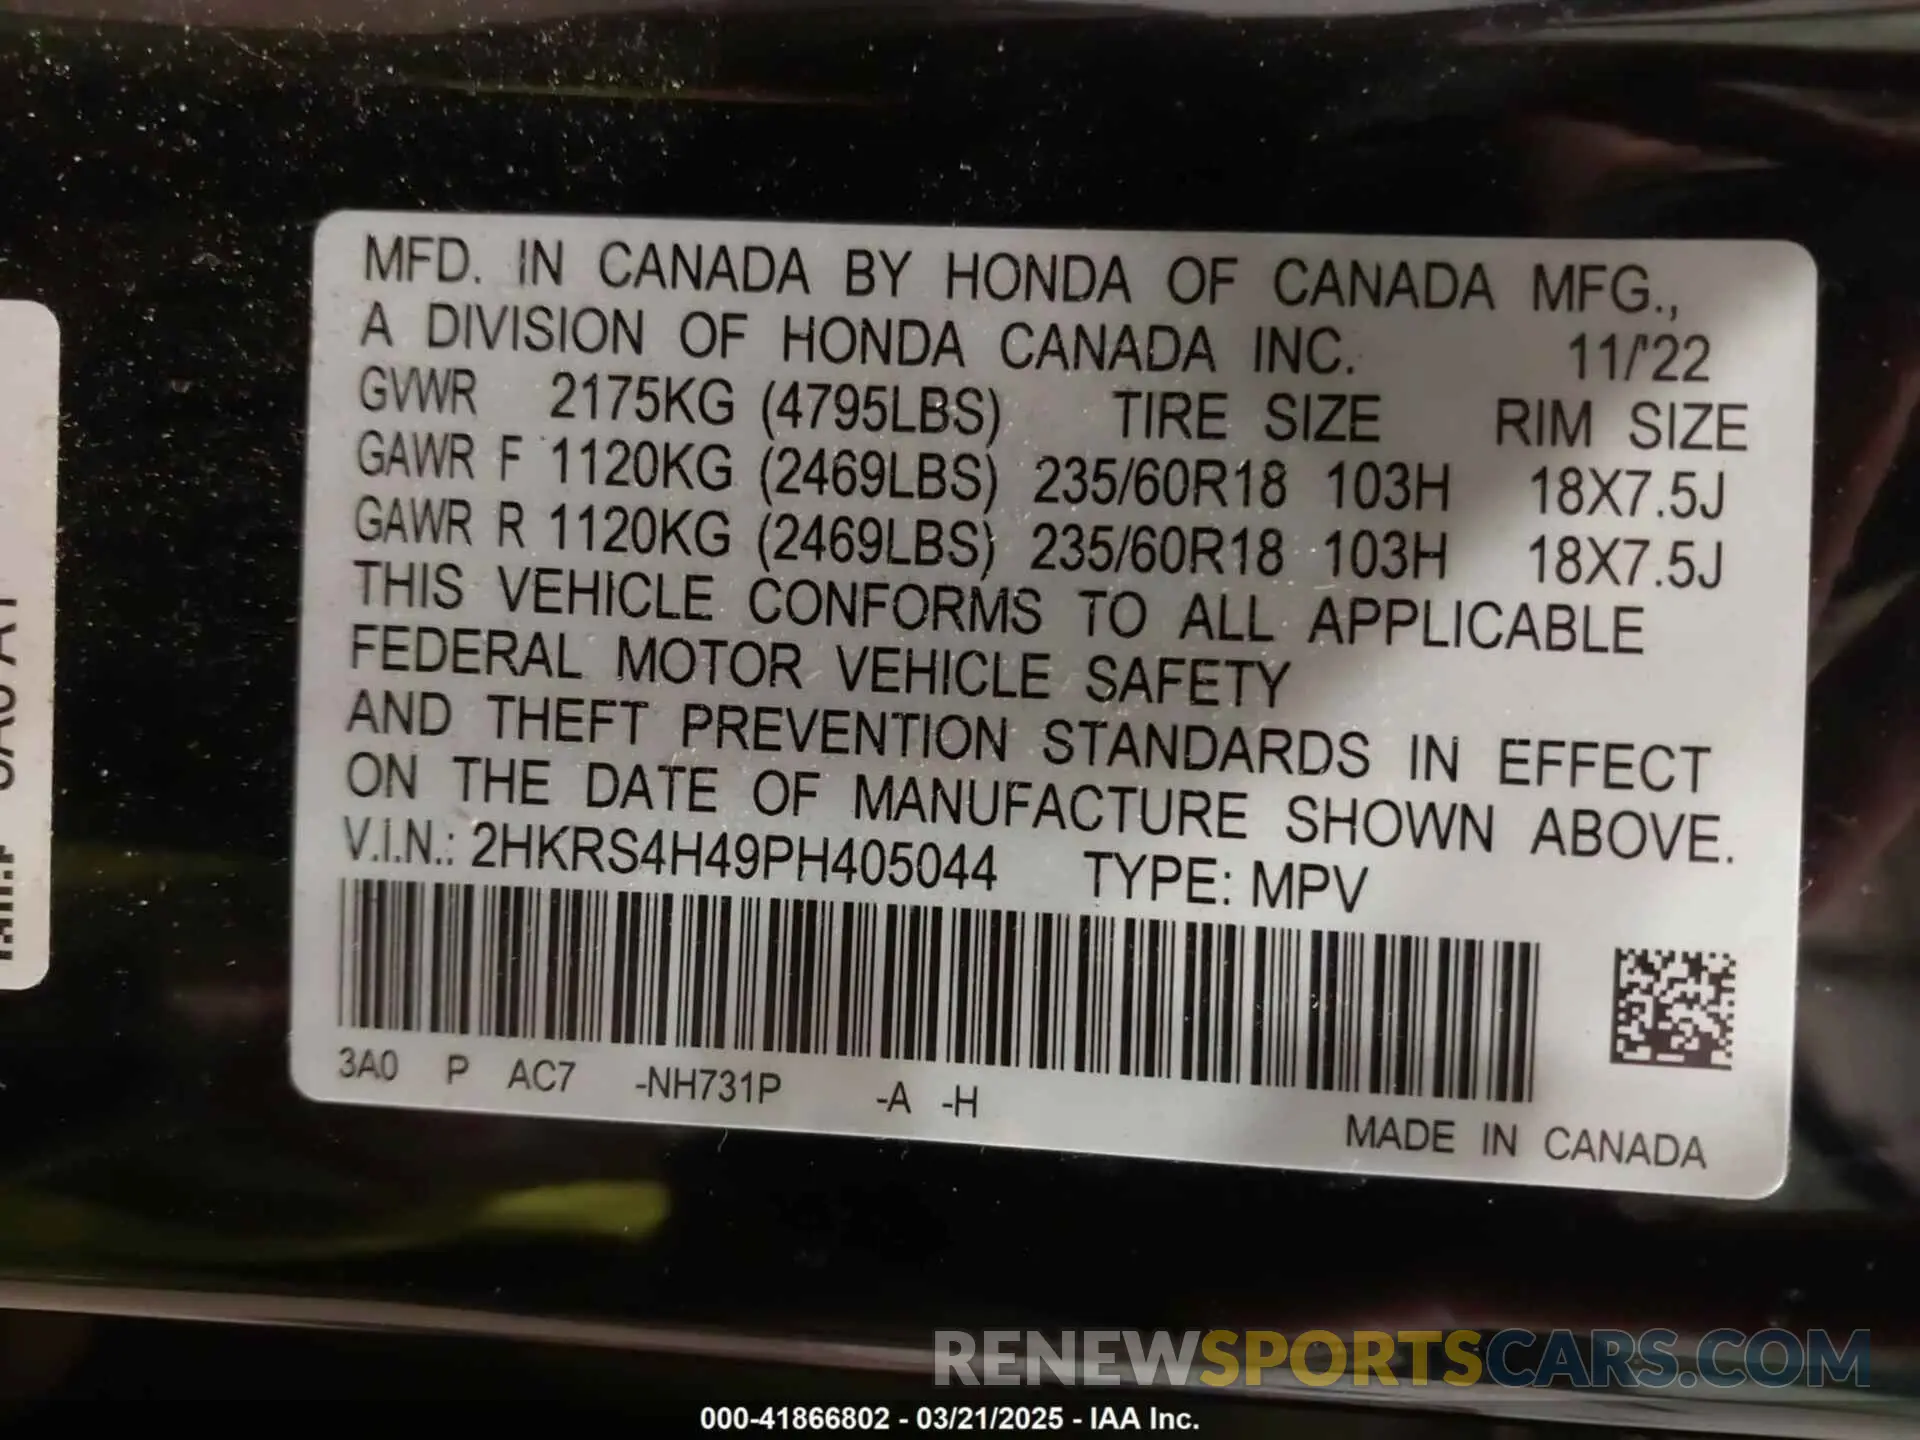 MFD. IN CANADA BY HONDA OF CANADA MFG.,
A DIVISION OF HONDA CANADA INC. 11/'22
GVWR 2175KG (4795LBS) TIRE SIZE RIM SIZE
GAWR F 1120KG (2469LBS) 235/60R18 103H 18X7.5J
GAWR R 1120KG (2469LBS) 235/60R18 103H 18X7.5J
THIS VEHICLE CONFORMS TO ALL APPLICABLE
FEDERAL MOTOR VEHICLE SAFETY
AND THEFT PREVENTION STANDARDS IN EFFECT
ON THE DATE OF MANUFACTURE SHOWN ABOVE.
V.I.N.: 2HKRS4H49PH405044 TYPE: MPV
3A0 P AC7 -NH731P -A -H
MADE IN CANADA
RENEWSPORTSCARS.COM
000-41866802 - 03/21/2025 - IAA Inc.